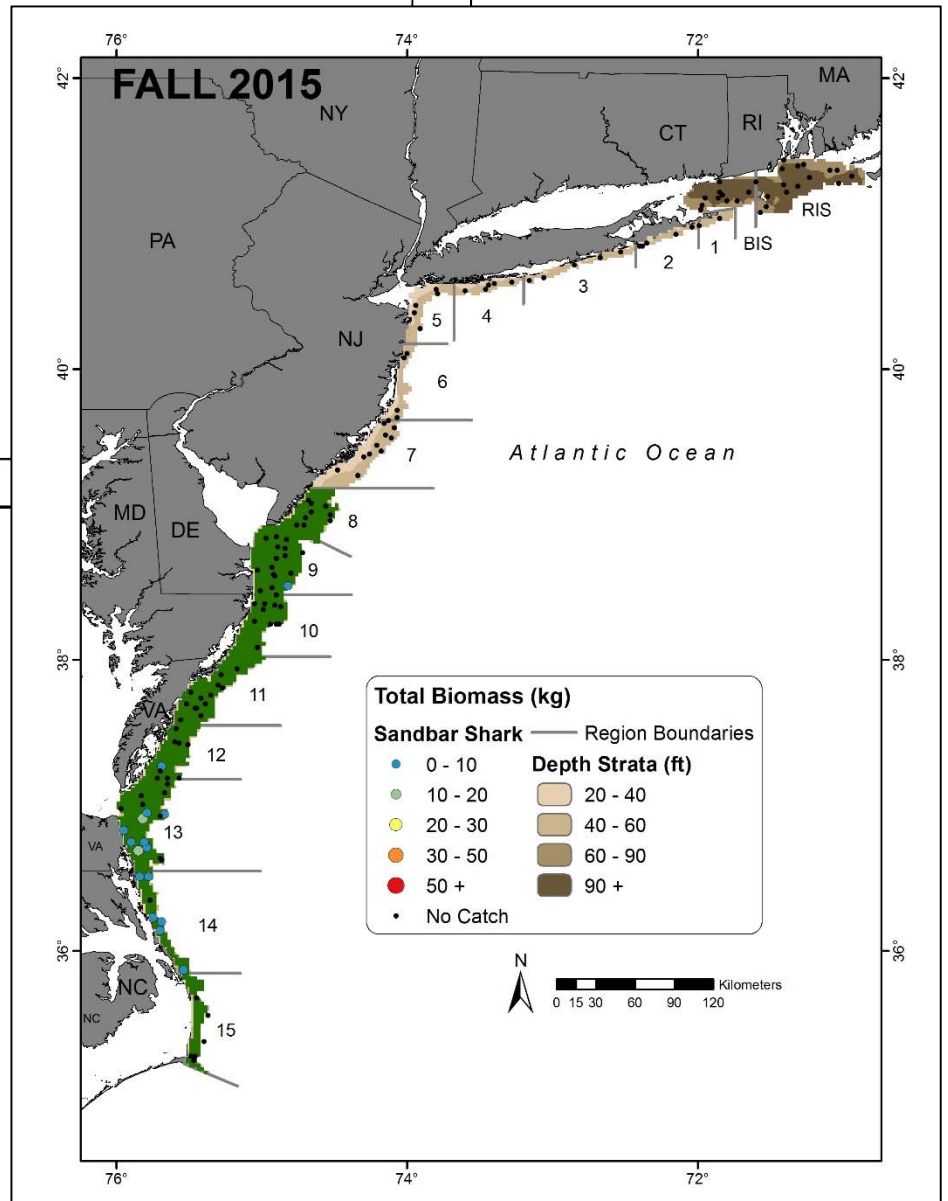 76°
74°
72°
FALL 2015
42°
42°
MA
NY
CT
RI
RIS
BIS
PA
1
2
3
4
5
NJ
40°
40°
6
7
Atlantic Ocean
MD
DE
8
9
10
38°
38°
11
VA
12
13
VA
14
36°
36°
NC
NC
15
Total Biomass (kg)
Sandbar Shark
0 - 10
10 - 20
20 - 30
30 - 50
50 +
No Catch
Region Boundaries
Depth Strata (ft)
20 - 40
40 - 60
60 - 90
90 +
N
Kilometers
0 15 30 60 90 120
76°
74°
72°